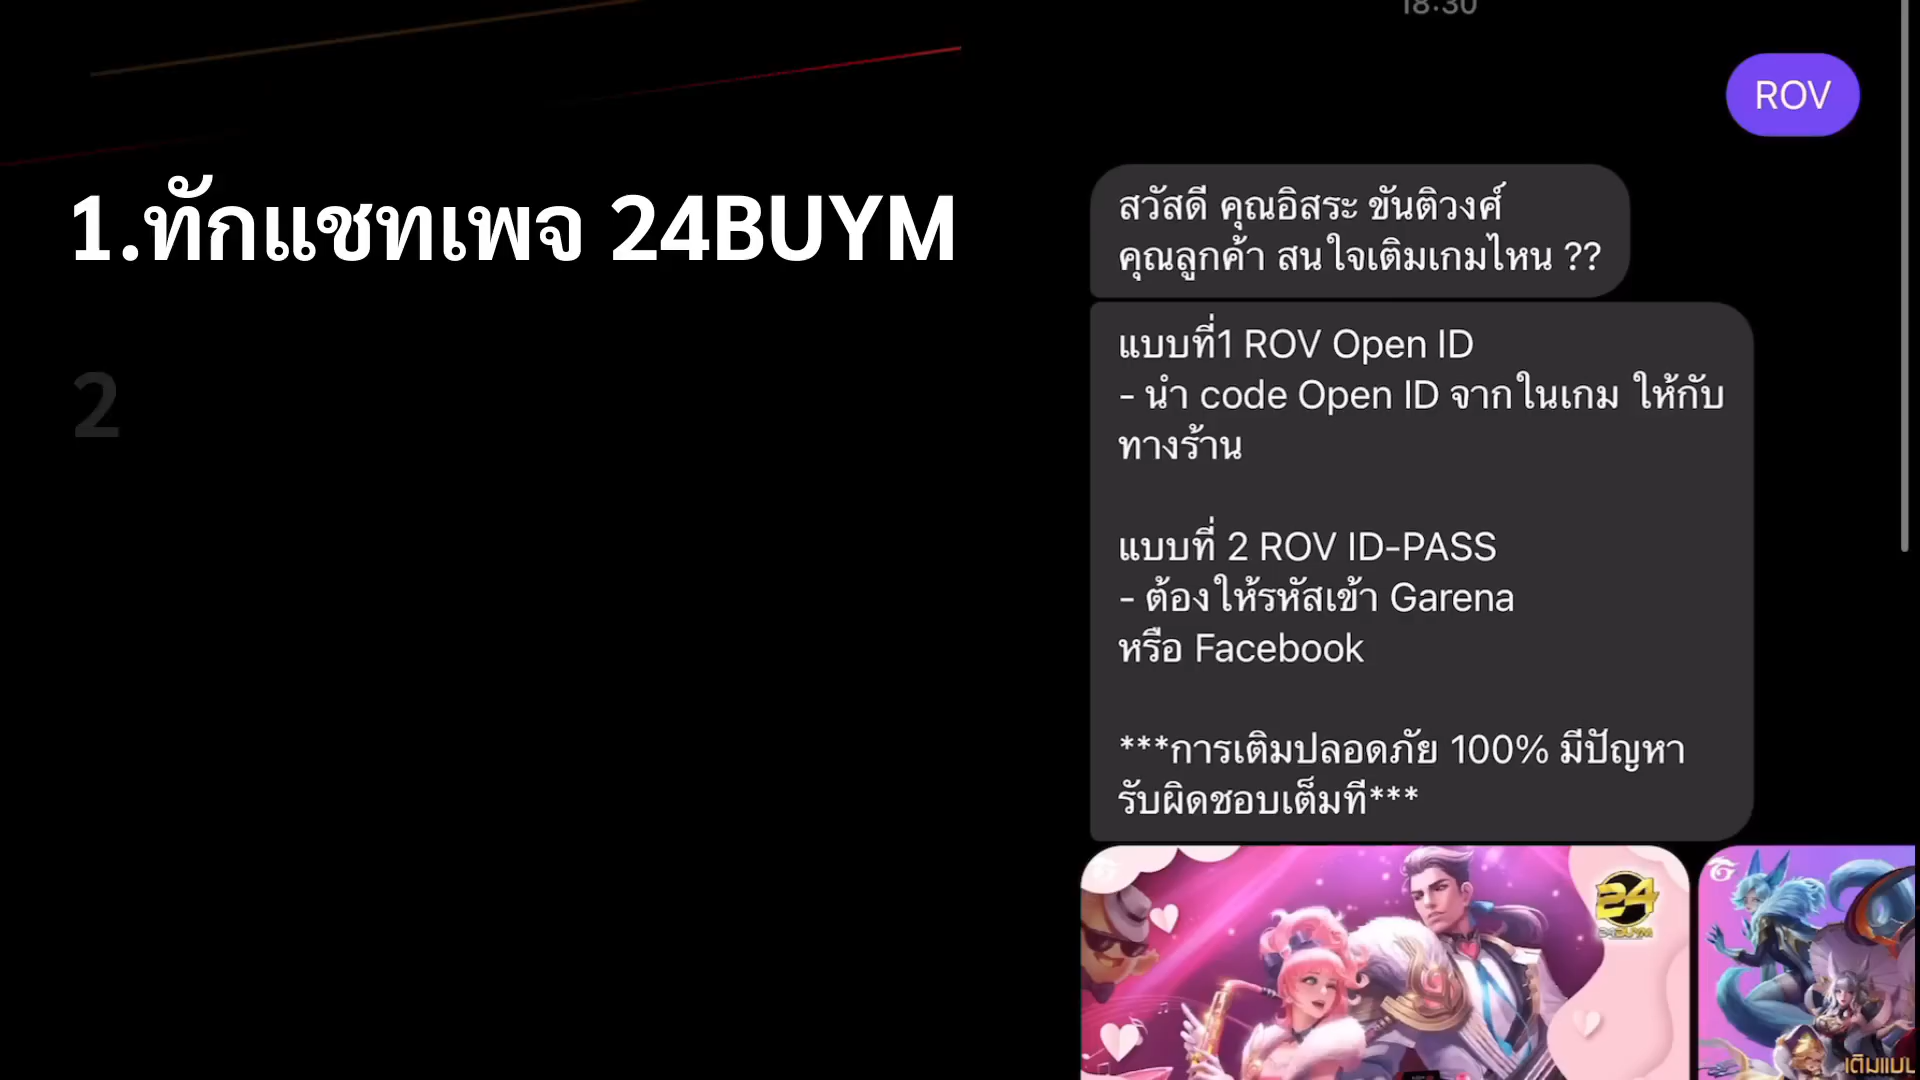 18:30
ROV
1.ทักแชทเพจ 24BUYM
2
สวัสดี คุณอิสระ ขันติวงศ์
คุณลูกค้า สนใจเติมเกมไหน ??
แบบที่1 ROV Open ID
- นำ code Open ID จากในเกม ให้กับ
ทางร้าน
แบบที่ 2 ROV ID-PASS
- ต้องให้รหัสเข้า Garena
หรือ Facebook
***การเติมปลอดภัย 100% มีปัญหา
รับผิดชอบเต็มที***
24
24BUYM